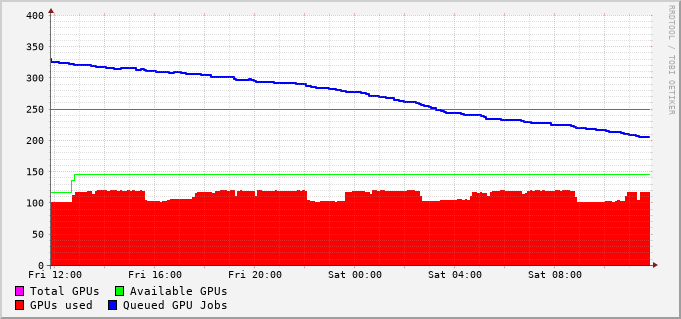 400
350
300
250
200
150
100
50
0
Fri 12:00 Fri 16:00 Fri 20:00 Sat 00:00 Sat 04:00 Sat 08:00
Total GPUs Available GPUs
GPUs used Queued GPU Jobs
RRDTOOL / TOBI OETIKER